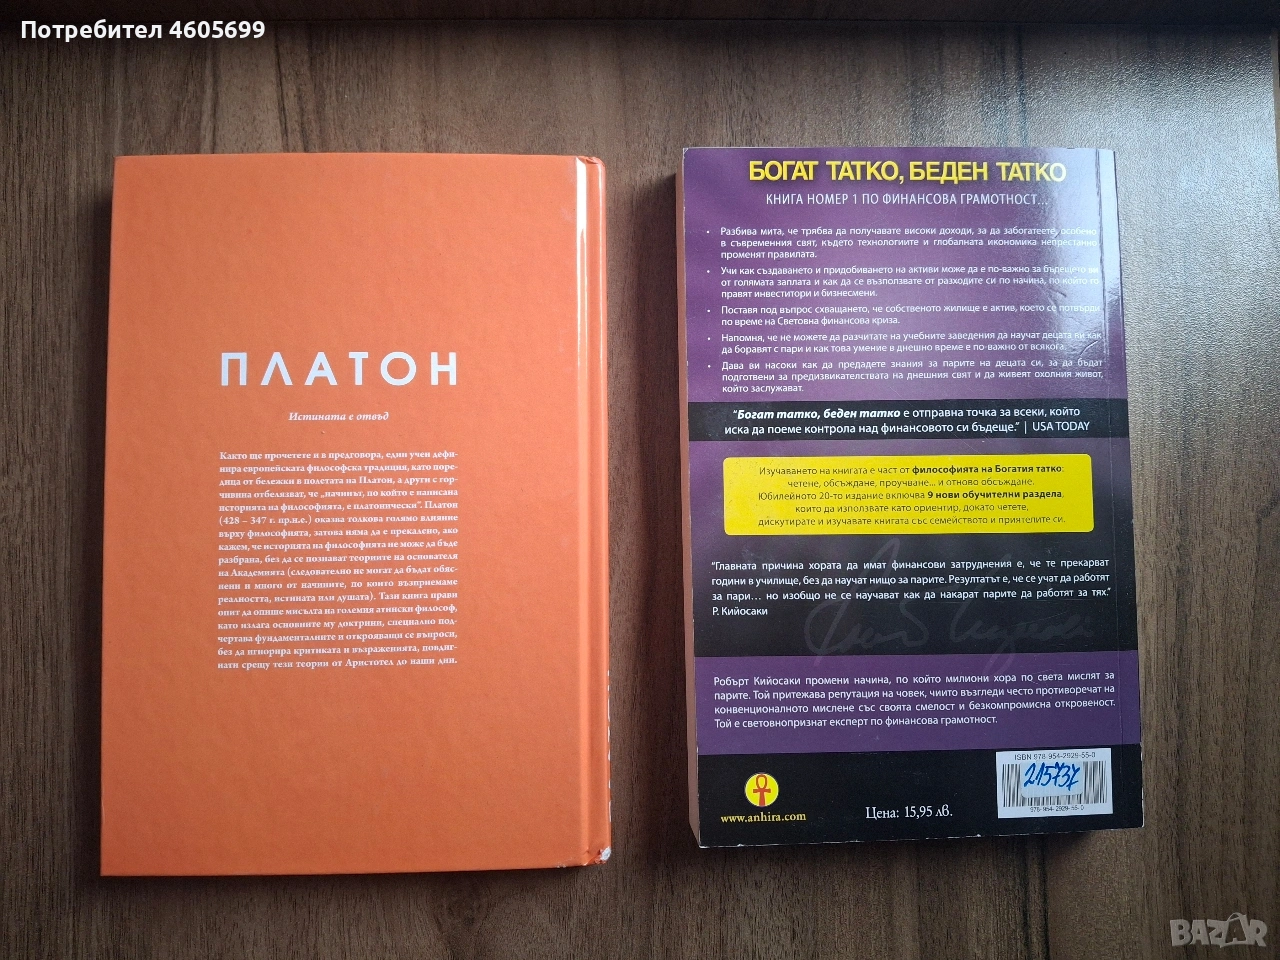 Потребител 4605699
ПЛАТОН
Истината е отвъд
Както ще прочетете и в предговора, един учен дефи-
нира европейската философска традиция, като поре-
дица от бележки в полетата на Платон, а други с гор-
чивина отбелязват, че „начинът, по който е написана
историята на философията, е платонически“. Платон
(428 – 347 г. пр.н.е.) оказва толкова голямо влияние
върху философията, затова няма да е прекалено, ако
кажем, че историята на философията не може да бъде
разбрана, без да се познават теориите на основателя
на Академията (следователно не могат да бъдат обяс-
нени и много от начините, по които възприемаме
реалността, истината или душата). Тази книга прави
опит да опише мисълта на големия атински философ,
като излага основните му доктрини, специално под-
чертава фундаменталните и открояващи се въпроси,
без да игнорира критиката и възраженията, повдиг-
нати срещу тези теории от Аристотел до наши дни.
БОГАТ ТАТКО, БЕДЕН ТАТКО
КНИГА НОМЕР 1 ПО ФИНАНСОВА ГРАМОТНОСТ...
• Разбива мита, че трябва да получавате високи доходи, за да забогатеете, особено
в съвременния свят, където технологиите и глобалната икономика непрестанно
променят правилата.
• Учи как създаването и придобиването на активи може да е по-важно за бъдещето ви
от голямата заплата и как да се възползвате от разходите си по начина, по който го
правят инвеститори и бизнесмени.
• Поставя под въпрос схващането, че собственото жилище е актив, което се потвърди
по време на Световна финансова криза.
• Напомня, че не можете да разчитате на учебните заведения да научат децата ви как
да боравят с пари и как това умение в днешно време е по-важно от всякога.
• Дава ви насоки как да предадете знания за парите на децата си, за да бъдат
подготвени за предизвикателствата на днешния свят и да живеят охолния живот,
който заслужават.
“Богат татко, беден татко е отправна точка за всеки, който
иска да поеме контрола над финансовото си бъдеще.” | USA TODAY
Изучаването на книгата е част от философията на Богатия татко:
четене, обсъждане, проучване... и отново обсъждане.
Юбилейното 20-то издание включва 9 нови обучителни раздела,
които да използвате като ориентир, докато четете,
дискутирате и изучавате книгата със семейството и приятелите си.
“Главната причина хората да имат финансови затруднения е, че те прекарват
години в училище, без да научат нищо за парите. Резултатът е, че се учат да работят
за пари... но изобщо не се научават как да накарат парите да работят за тях.”
Р. Кийосаки
Робърт Кийосаки промени начина, по който милиони хора по света мислят за
парите. Той притежава репутация на човек, чиито възгледи често противоречат на
конвенционалното мислене със своята смелост и безкомпромисна откровеност.
Той е световнопризнат експерт по финансова грамотност.
www.anhira.com
Цена: 15,95 лв.
ISBN 978-954-2929-55-0
215737
978-954-2929-55-0
BAZAR